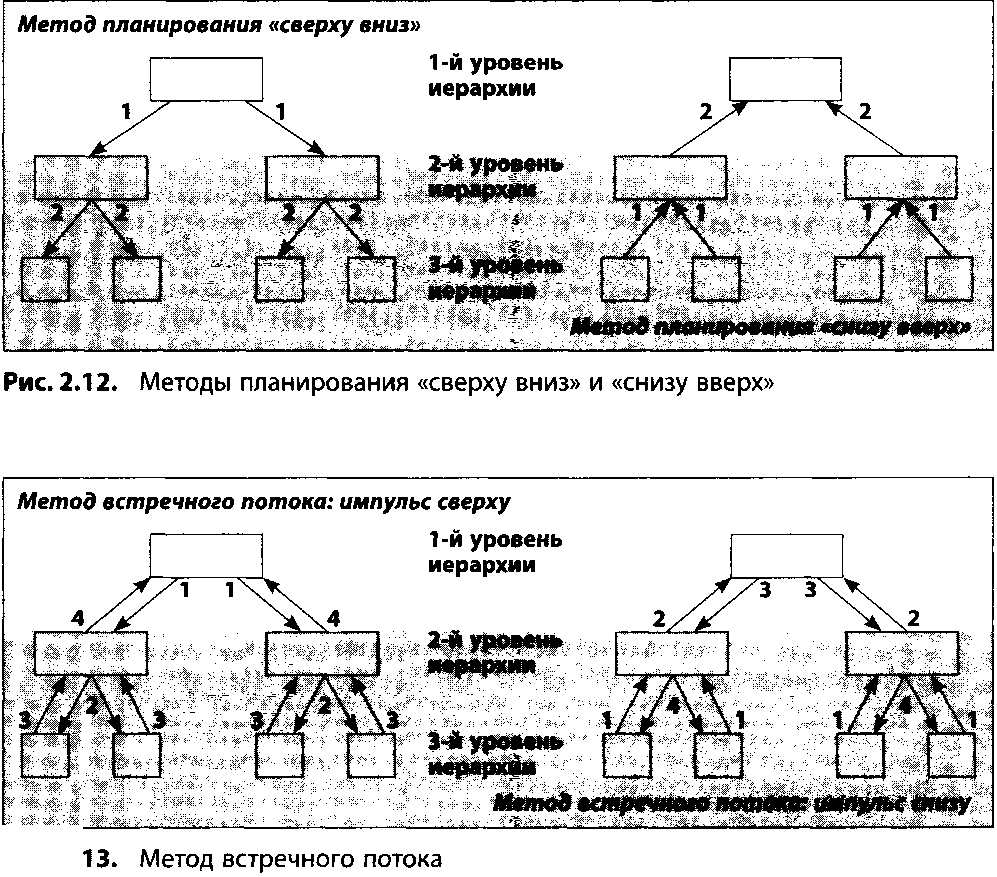 Метод планирования «сверху вниз»
1-й уровень
иерархии
1
1
2
2
2-й уровень
иерархии
2
2
2
2
1
1
1
1
3-й уровень
иерархии
Метод планирования «снизу вверх»
Рис. 2.12. Методы планирования «сверху вниз» и «снизу вверх»
Метод встречного потока: импульс сверху
1-й уровень
иерархии
1
1
3
3
4
4
2
2
2-й уровень
иерархии
3
2
3
3
2
3
1
4
1
1
4
1
3-й уровень
иерархии
Метод встречного потока: импульс снизу
13. Метод встречного потока